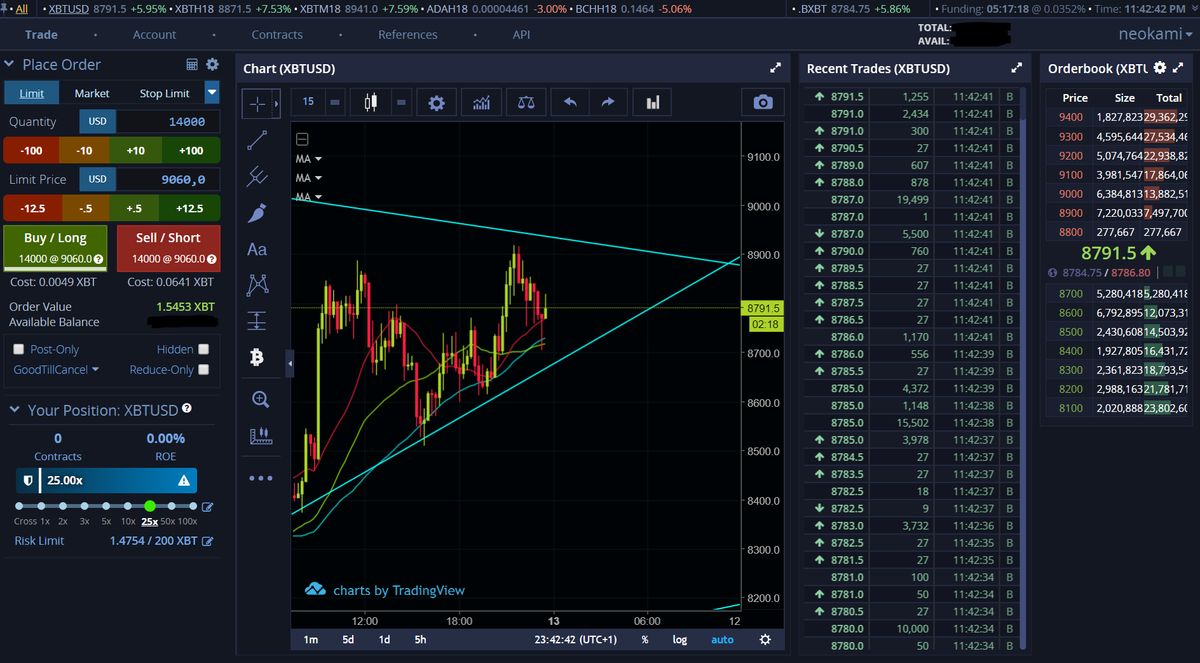 All • XBTUSD 8791.5 +5.95% • XBTH18 8871.5 +7.53% • XBTM18 8941.0 +7.59% • ADAH18 0.00004461 -3.00% • BCHH18 0.1464 -5.06% • .BXBT 8784.75 +5.86% • Funding: 05:17:18 @ 0.0352% • Time: 11:42:42 PM
Trade • Account • Contracts • References • API
TOTAL:
AVAIL:
neokami
Place Order
Limit Market Stop Limit
Quantity USD 14000
-100 -10 +10 +100
Limit Price USD 9060,0
-12.5 -.5 +.5 +12.5
Buy / Long Sell / Short
14000 @ 9060.0 14000 @ 9060.0
Cost: 0.0049 XBT Cost: 0.0641 XBT
Order Value 1.5453 XBT
Available Balance
Post-Only Hidden
GoodTillCancel Reduce-Only
Your Position: XBTUSD
0 0.00%
Contracts ROE
25.00x
Cross 1x 2x 3x 5x 10x 25x 50x 100x
Risk Limit 1.4754 / 200 XBT
Chart (XBTUSD)
15
Aa
MA
MA
MA
9100.0
9000.0
8900.0
8791.5
02:18
8700.0
8600.0
8500.0
8400.0
8300.0
8200.0
charts by TradingView
12:00 18:00 13 06:00 12
1m 5d 1d 5h 23:42:42 (UTC+1) % log auto
Recent Trades (XBTUSD)
8791.5 1,255 11:42:41 B
8791.0 2,434 11:42:41 B
8791.0 300 11:42:41 B
8790.5 27 11:42:41 B
8789.0 607 11:42:41 B
8788.0 878 11:42:41 B
8787.0 19,499 11:42:41 B
8787.0 1 11:42:41 B
8787.0 5,500 11:42:41 B
8790.0 760 11:42:41 B
8789.5 27 11:42:41 B
8788.5 27 11:42:41 B
8787.5 27 11:42:41 B
8786.5 27 11:42:41 B
8786.0 1,170 11:42:41 B
8786.0 556 11:42:39 B
8785.5 27 11:42:39 B
8785.0 4,372 11:42:39 B
8785.0 1,148 11:42:38 B
8785.0 15,502 11:42:38 B
8785.0 3,978 11:42:37 B
8784.5 27 11:42:37 B
8783.5 27 11:42:37 B
8782.5 18 11:42:37 B
8782.5 9 11:42:37 B
8783.0 3,732 11:42:36 B
8782.5 27 11:42:35 B
8781.5 27 11:42:35 B
8781.0 100 11:42:34 B
8781.0 50 11:42:34 B
8780.5 27 11:42:34 B
8780.0 10,000 11:42:34 B
8780.0 50 11:42:34 B
Orderbook (XBTU
Price Size Total
9400 1,827,823 29,362,29
9300 4,595,644 27,534,46
9200 5,074,764 22,938,82
9100 3,981,547 17,864,06
9000 6,384,813 13,882,51
8900 7,220,033 7,497,700
8800 277,667 277,667
8791.5
8784.75 / 8786.80
8700 5,280,418 5,280,418
8600 6,792,895 12,073,31
8500 2,430,608 14,503,92
8400 1,927,805 16,431,72
8300 2,361,823 18,793,54
8200 2,988,163 21,781,71
8100 2,020,888 23,802,60